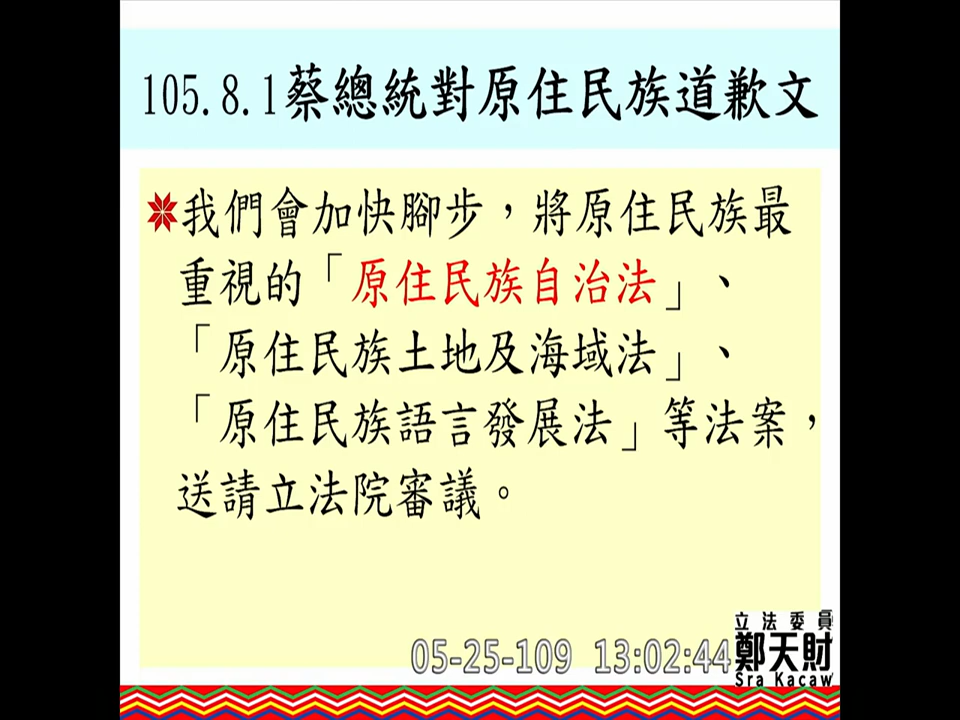 105.8.1蔡總統對原住民族道歉文
我們會加快腳步，將原住民族最
重視的「原住民族自治法」、
「原住民族土地及海域法」、
「原住民族語言發展法」等法案，
送請立法院審議。
立法委員
鄭天財
Sra Kacaw
05-25-109 13:02:44